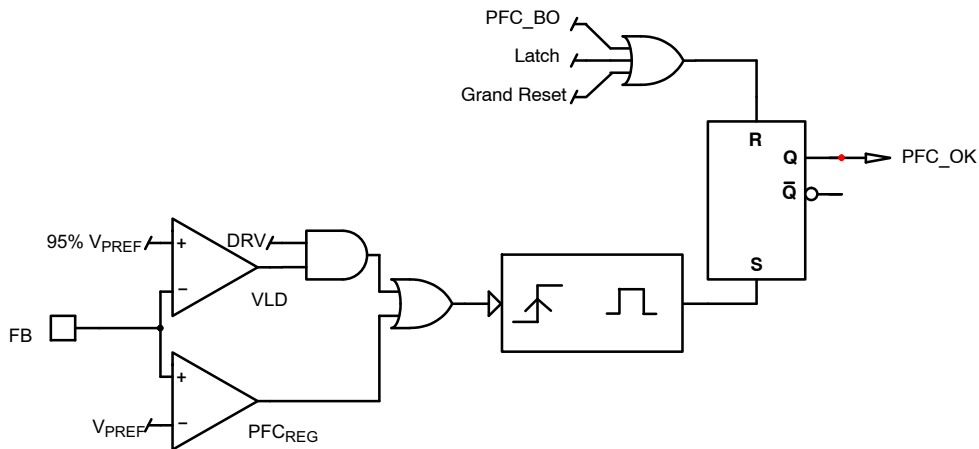 PFC_BO
Latch
Grand Reset
R
Q
PFC_OK
Q̅
S
95% VPREF
+
DRV
−
VLD
FB
+
VPREF
−
PFCREG